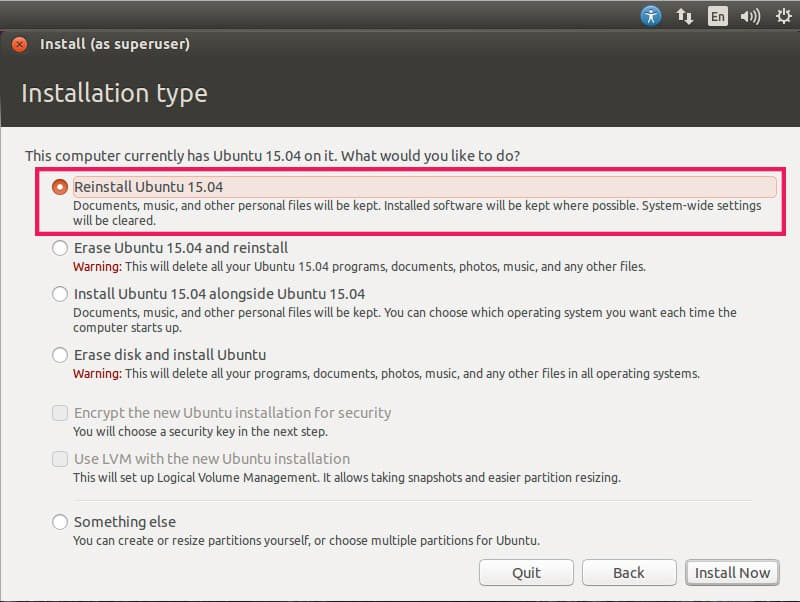 En
Install (as superuser)
Installation type
This computer currently has Ubuntu 15.04 on it. What would you like to do?
Reinstall Ubuntu 15.04
Documents, music, and other personal files will be kept. Installed software will be kept where possible. System-wide settings
will be cleared.
Erase Ubuntu 15.04 and reinstall
Warning: This will delete all your Ubuntu 15.04 programs, documents, photos, music, and any other files.
Install Ubuntu 15.04 alongside Ubuntu 15.04
Documents, music, and other personal files will be kept. You can choose which operating system you want each time the
computer starts up.
Erase disk and install Ubuntu
Warning: This will delete all your programs, documents, photos, music, and any other files in all operating systems.
Encrypt the new Ubuntu installation for security
You will choose a security key in the next step.
Use LVM with the new Ubuntu installation
This will set up Logical Volume Management. It allows taking snapshots and easier partition resizing.
Something else
You can create or resize partitions yourself, or choose multiple partitions for Ubuntu.
Quit Back Install Now